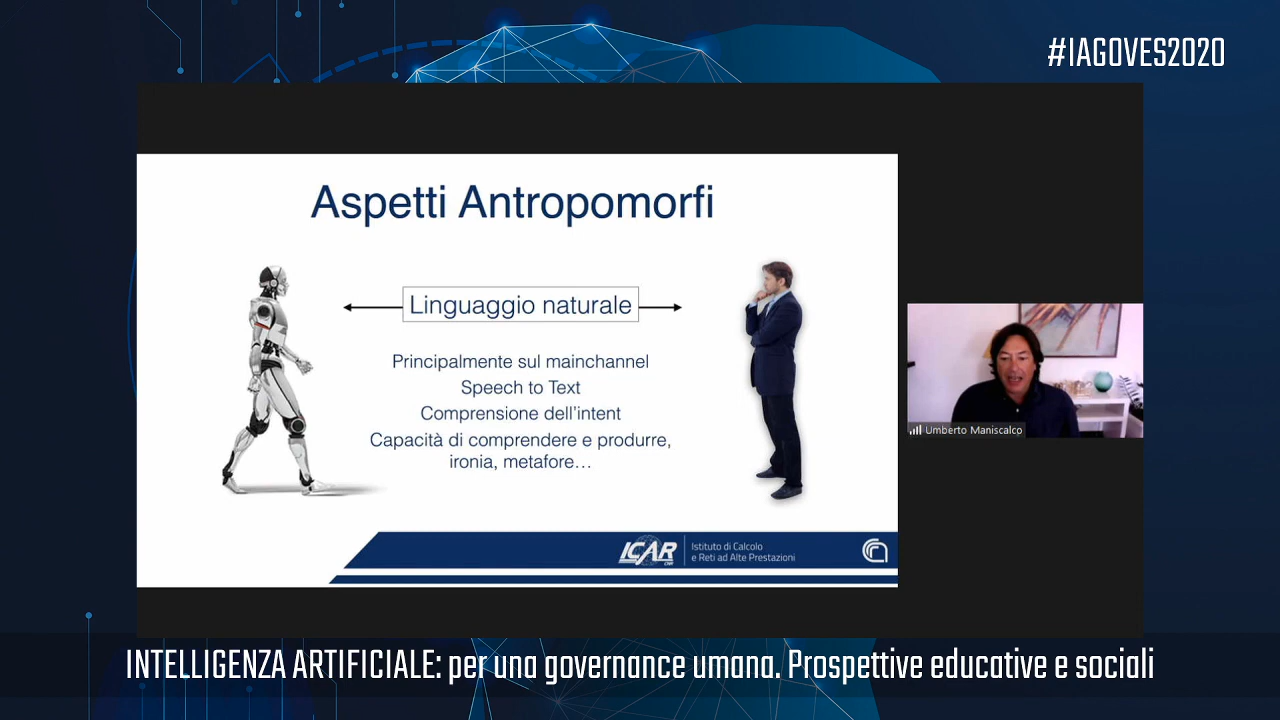 #IAGOVES2020
Aspetti Antropomorfi
Linguaggio naturale
Principalmente sul mainchannel
Speech to Text
Comprensione dell'intent
Capacità di comprendere e produrre,
ironia, metafore…
Umberto Maniscalco
ICAR
CNR
Istituto di Calcolo
e Reti ad Alte Prestazioni
INTELLIGENZA ARTIFICIALE: per una governance umana. Prospettive educative e sociali